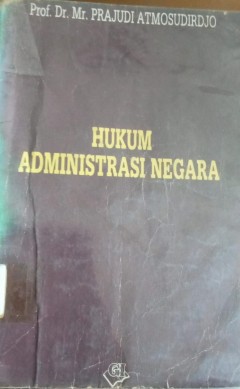 Prof. Dr. Mr. PRAJUDI ATMOSUDIRDJO
HUKUM
ADMINISTRASI NEGARA